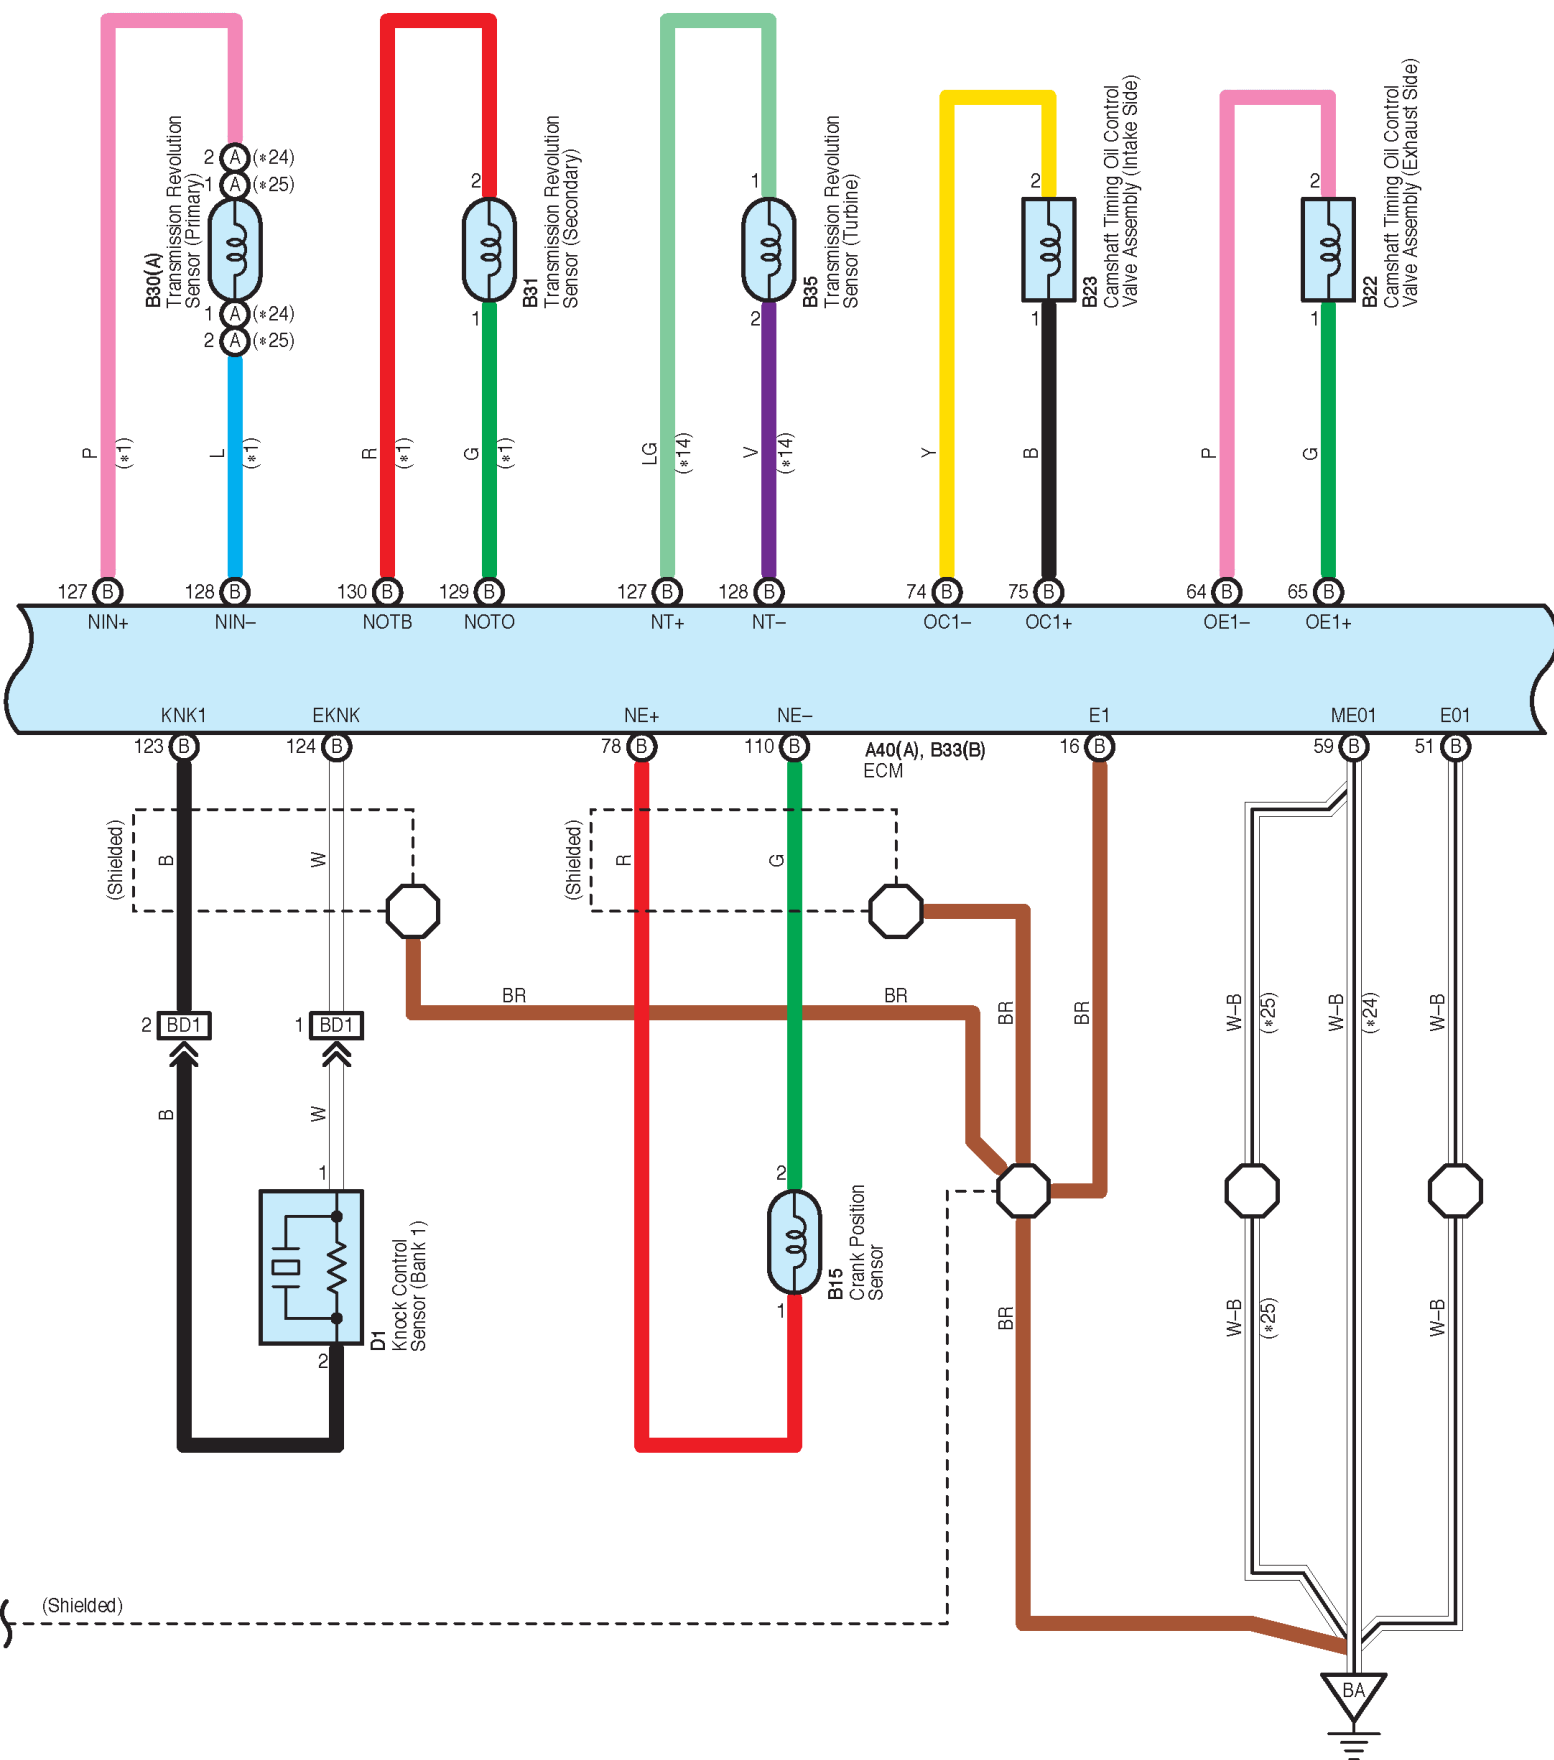 B30(A)
Transmission Revolution
Sensor (Primary)
2 A (*24)
1 A (*25)
1 A (*24)
2 A (*25)
P
(*1)
L
(*1)
B31
Transmission Revolution
Sensor (Secondary)
2
1
R
(*1)
G
(*1)
B35
Transmission Revolution
Sensor (Turbine)
1
2
LG
(*14)
V
(*14)
B23
Camshaft Timing Oil Control
Valve Assembly (Intake Side)
2
1
Y
B
B22
Camshaft Timing Oil Control
Valve Assembly (Exhaust Side)
2
1
P
G
127 B 128 B 130 B 129 B 127 B 128 B 74 B 75 B 64 B 65 B
NIN+ NIN– NOTB NOTO NT+ NT– OC1– OC1+ OE1– OE1+
KNK1 EKNK NE+ NE– E1 ME01 E01
123 B 124 B 78 B 110 B 16 B 59 B 51 B
A40(A), B33(B)
ECM
(Shielded)
B
W
(Shielded)
R
G
BR
BR
BR
BR
W–B
(*25)
W–B
(*24)
W–B
2 BD1
1 BD1
B
W
1
2
D1
Knock Control
Sensor (Bank 1)
2
1
B15
Crank Position
Sensor
BR
W–B
(*25)
W–B
(Shielded)
BA